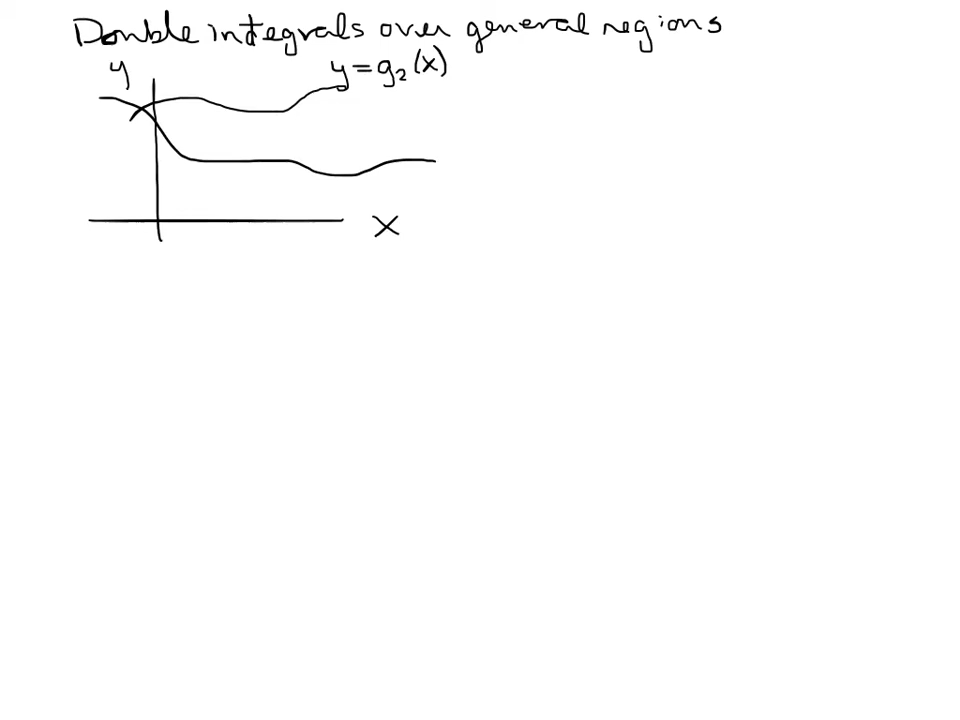 Double integrals over general regions
y
y = g₂(x)
x